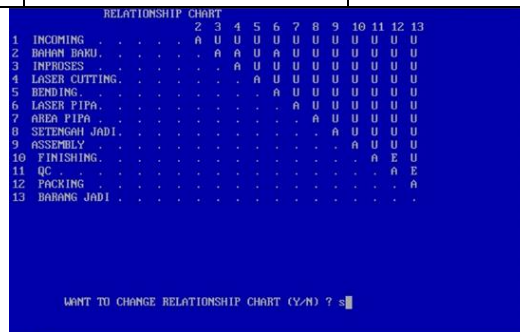 RELATIONSHIP CHART
2 3 4 5 6 7 8 9 10 11 12 13
1 INCOMING . . . . . A U U U U U U U U U U U
2 BAHAN BAKU. . . . . . A A U A U U U U U U U
3 INPROSES . . . . . . . A U U U U U U U U U
4 LASER CUTTING. . . . . . . A U U U U U U U U
5 BENDING. . . . . . . . . . A U U U U U U U
6 LASER PIPA. . . . . . . . . . A U U U U U U
7 AREA PIPA . . . . . . . . . . . A U U U U U
8 SETENGAH JADI. . . . . . . . . . . A U U U U
9 ASSEMBLY . . . . . . . . . . . . . A U U U
10 FINISHING. . . . . . . . . . . . . . A E U
11 QC . . . . . . . . . . . . . . . . . A E
12 PACKING . . . . . . . . . . . . . . . . A
13 BARANG JADI . . . . . . . . . . . . . . . .
WANT TO CHANGE RELATIONSHIP CHART (Y/N) ? s